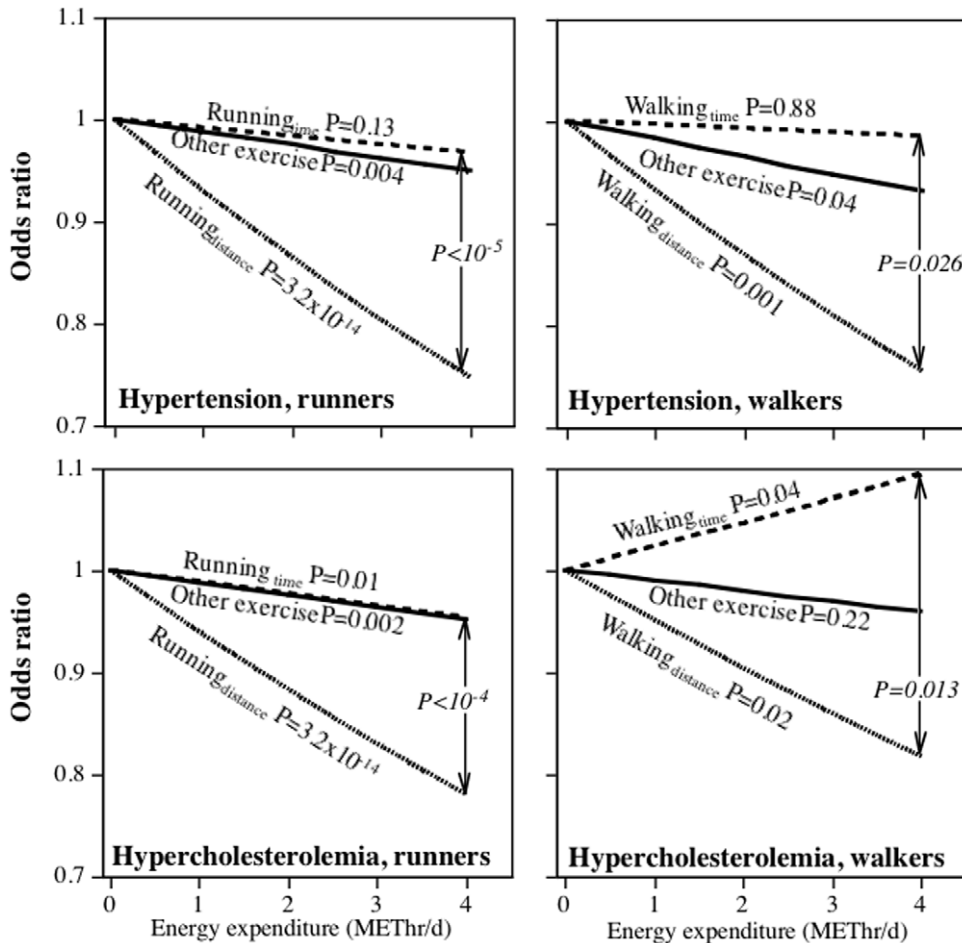 1.1
1
0.9
0.8
0.7
Odds ratio
Running time P=0.13
Other exercise P=0.004
Running distance P=3.2x10-14
P<10-5
Hypertension, runners
Walking time P=0.88
Other exercise P=0.04
Walking distance P=0.001
P=0.026
Hypertension, walkers
1.1
1
0.9
0.8
0.7
Odds ratio
Running time P=0.01
Other exercise P=0.002
Running distance P=3.2x10-14
P<10-4
Hypercholesterolemia, runners
0 1 2 3 4
Energy expenditure (METhr/d)
Walking time P=0.04
Other exercise P=0.22
Walking distance P=0.02
P=0.013
Hypercholesterolemia, walkers
0 1 2 3 4
Energy expenditure (METhr/d)